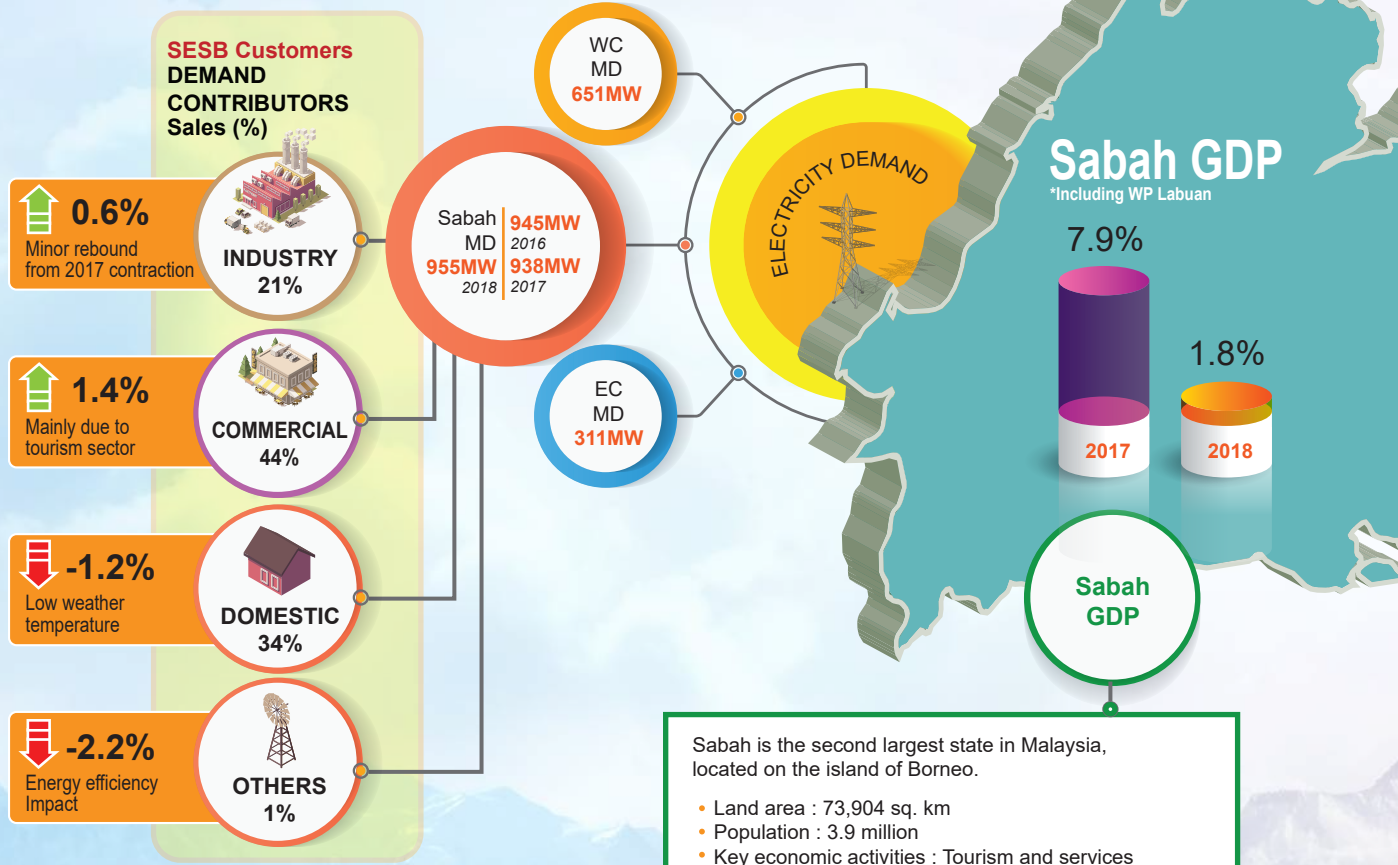 SESB Customers
DEMAND
CONTRIBUTORS
Sales (%)
0.6%
Minor rebound
from 2017 contraction
INDUSTRY
21%
1.4%
Mainly due to
tourism sector
COMMERCIAL
44%
-1.2%
Low weather
temperature
DOMESTIC
34%
-2.2%
Energy efficiency
Impact
OTHERS
1%
Sabah
MD
955MW
2018
945MW
2016
938MW
2017
WC
MD
651MW
EC
MD
311MW
ELECTRICITY DEMAND
Sabah GDP
*Including WP Labuan
7.9%
2017
1.8%
2018
Sabah
GDP
Sabah is the second largest state in Malaysia,
located on the island of Borneo.
• Land area : 73,904 sq. km
• Population : 3.9 million
• Key economic activities : Tourism and services